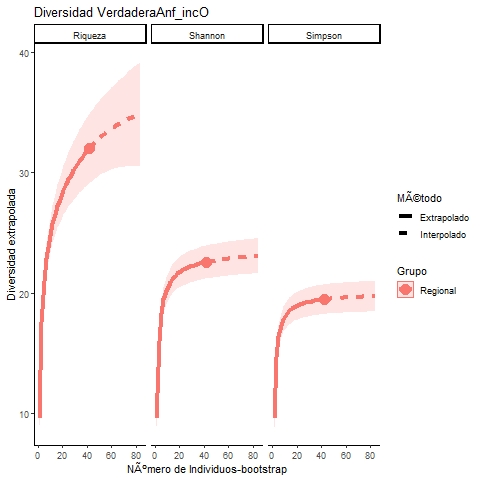 Diversidad VerdaderaAnf_incO
Riqueza
Shannon
Simpson
Diversidad extrapolada
40
30
20
10
0 20 40 60 80
0 20 40 60 80
0 20 40 60 80
NÃºmero de Individuos-bootstrap
MÃ©todo
Extrapolado
Interpolado
Grupo
Regional